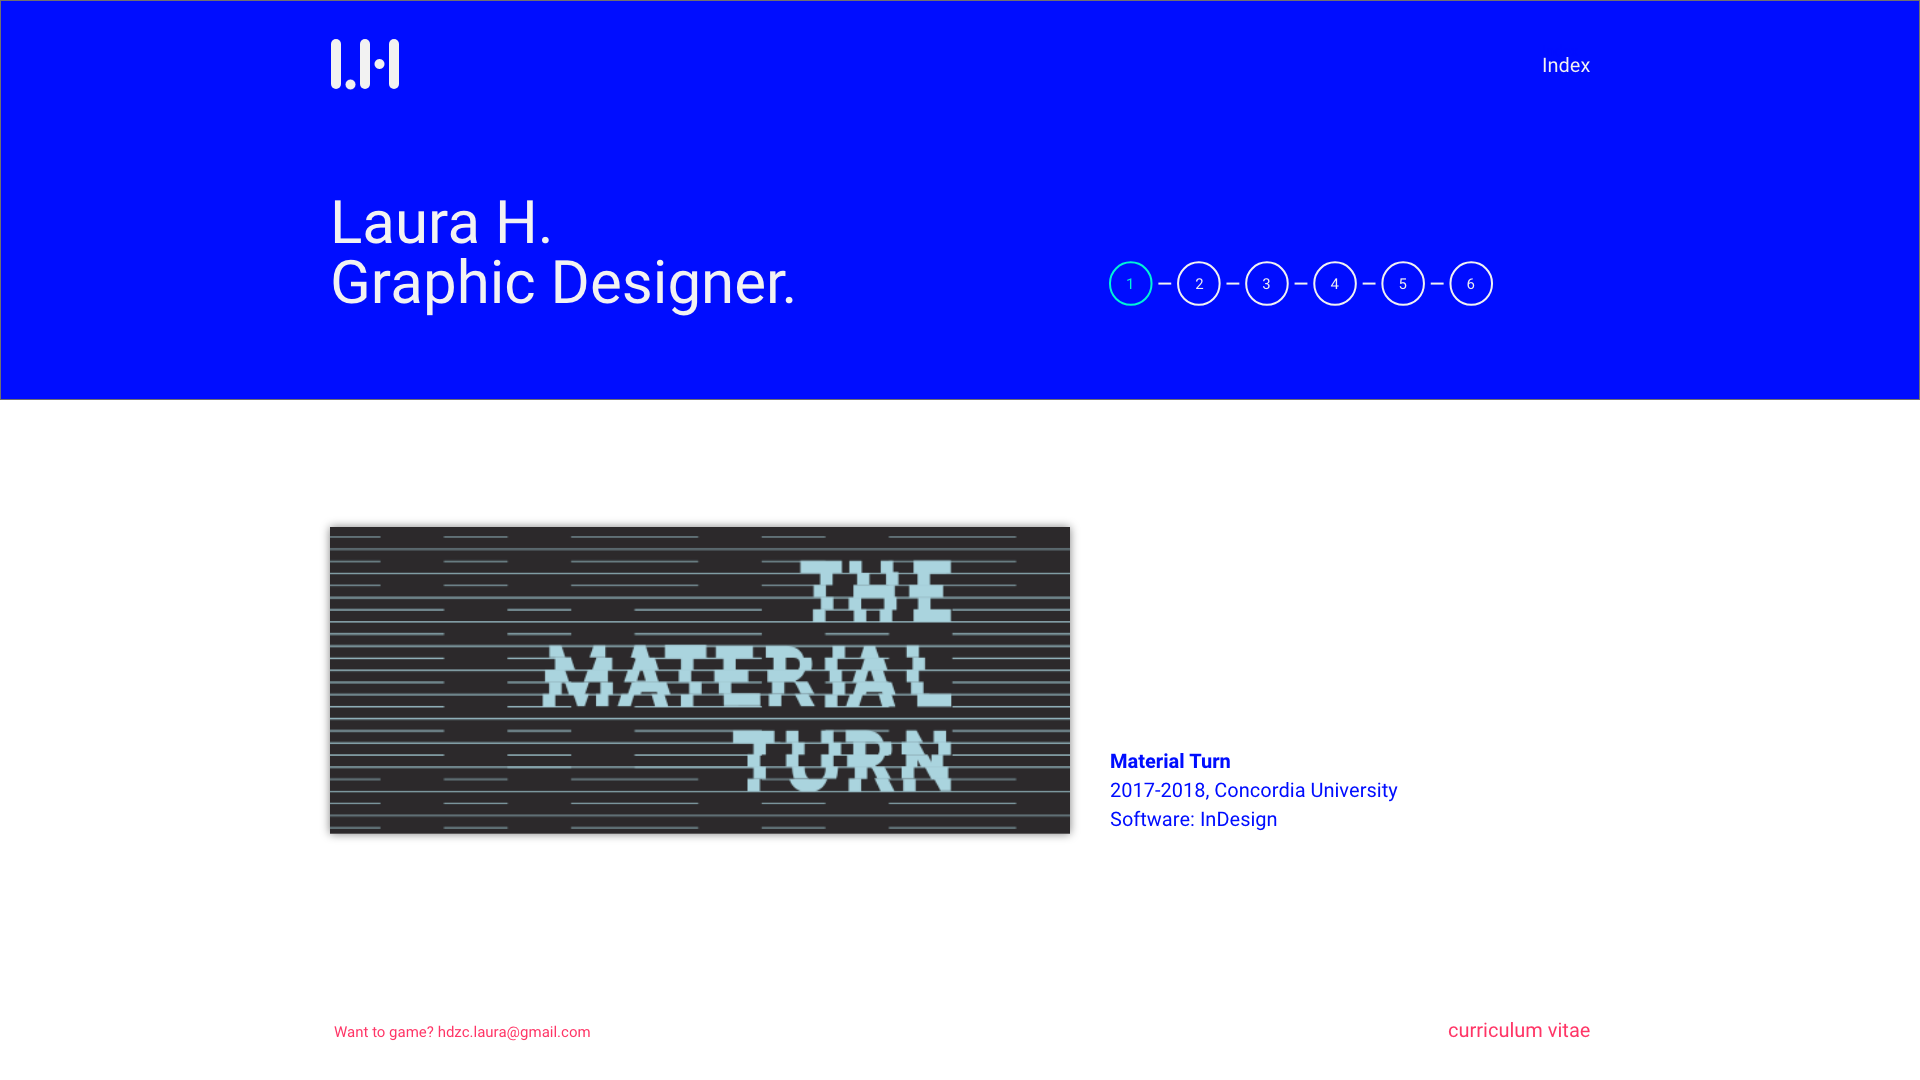 L.H
Index
Laura H.
Graphic Designer.
1 2 3 4 5 6
THE
MATERIAL
TURN
Material Turn
2017-2018, Concordia University
Software: InDesign
Want to game? hdzc.laura@gmail.com
curriculum vitae